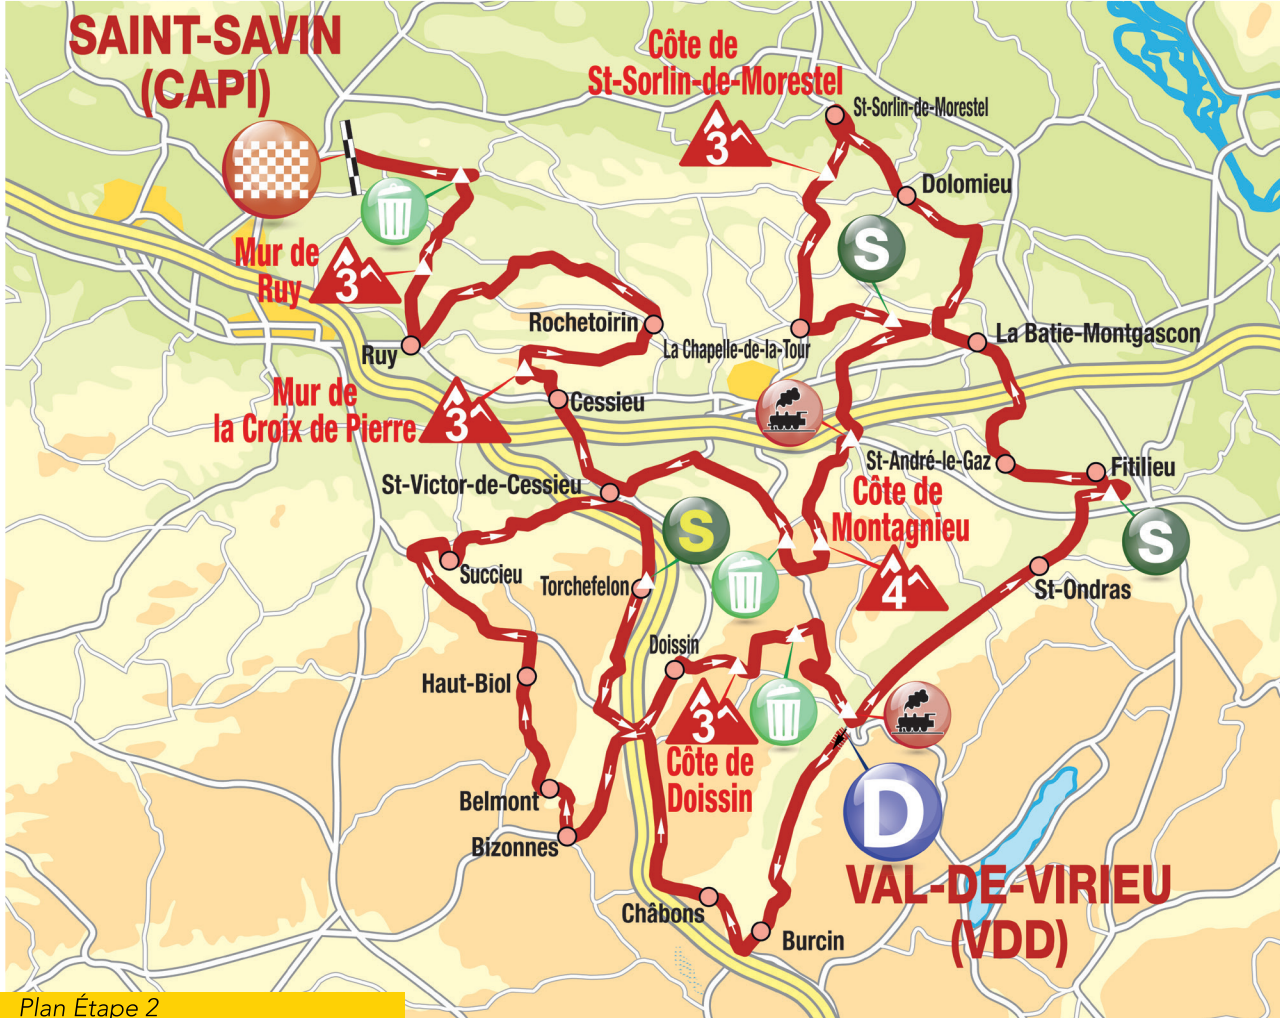 SAINT-SAVIN
(CAPI)
Côte de
St-Sorlin-de-Morestel
St-Sorlin-de-Morestel
3
Dolomieu
S
Mur de
Ruy
3
Rochetoirin
La Chapelle-de-la-Tour
La Batie-Montgascon
Ruy
Mur de
la Croix de Pierre
3
Cessieu
St-André-le-Gaz
Fitilieu
St-Victor-de-Cessieu
Côte de
Montagnieu
4
S
S
Succieu
Torchefelon
St-Ondras
Doissin
Haut-Biol
3
Côte de
Doissin
D
Belmont
Bizonnes
VAL-DE-VIRIEU
(VDD)
Châbons
Burcin
Plan Étape 2